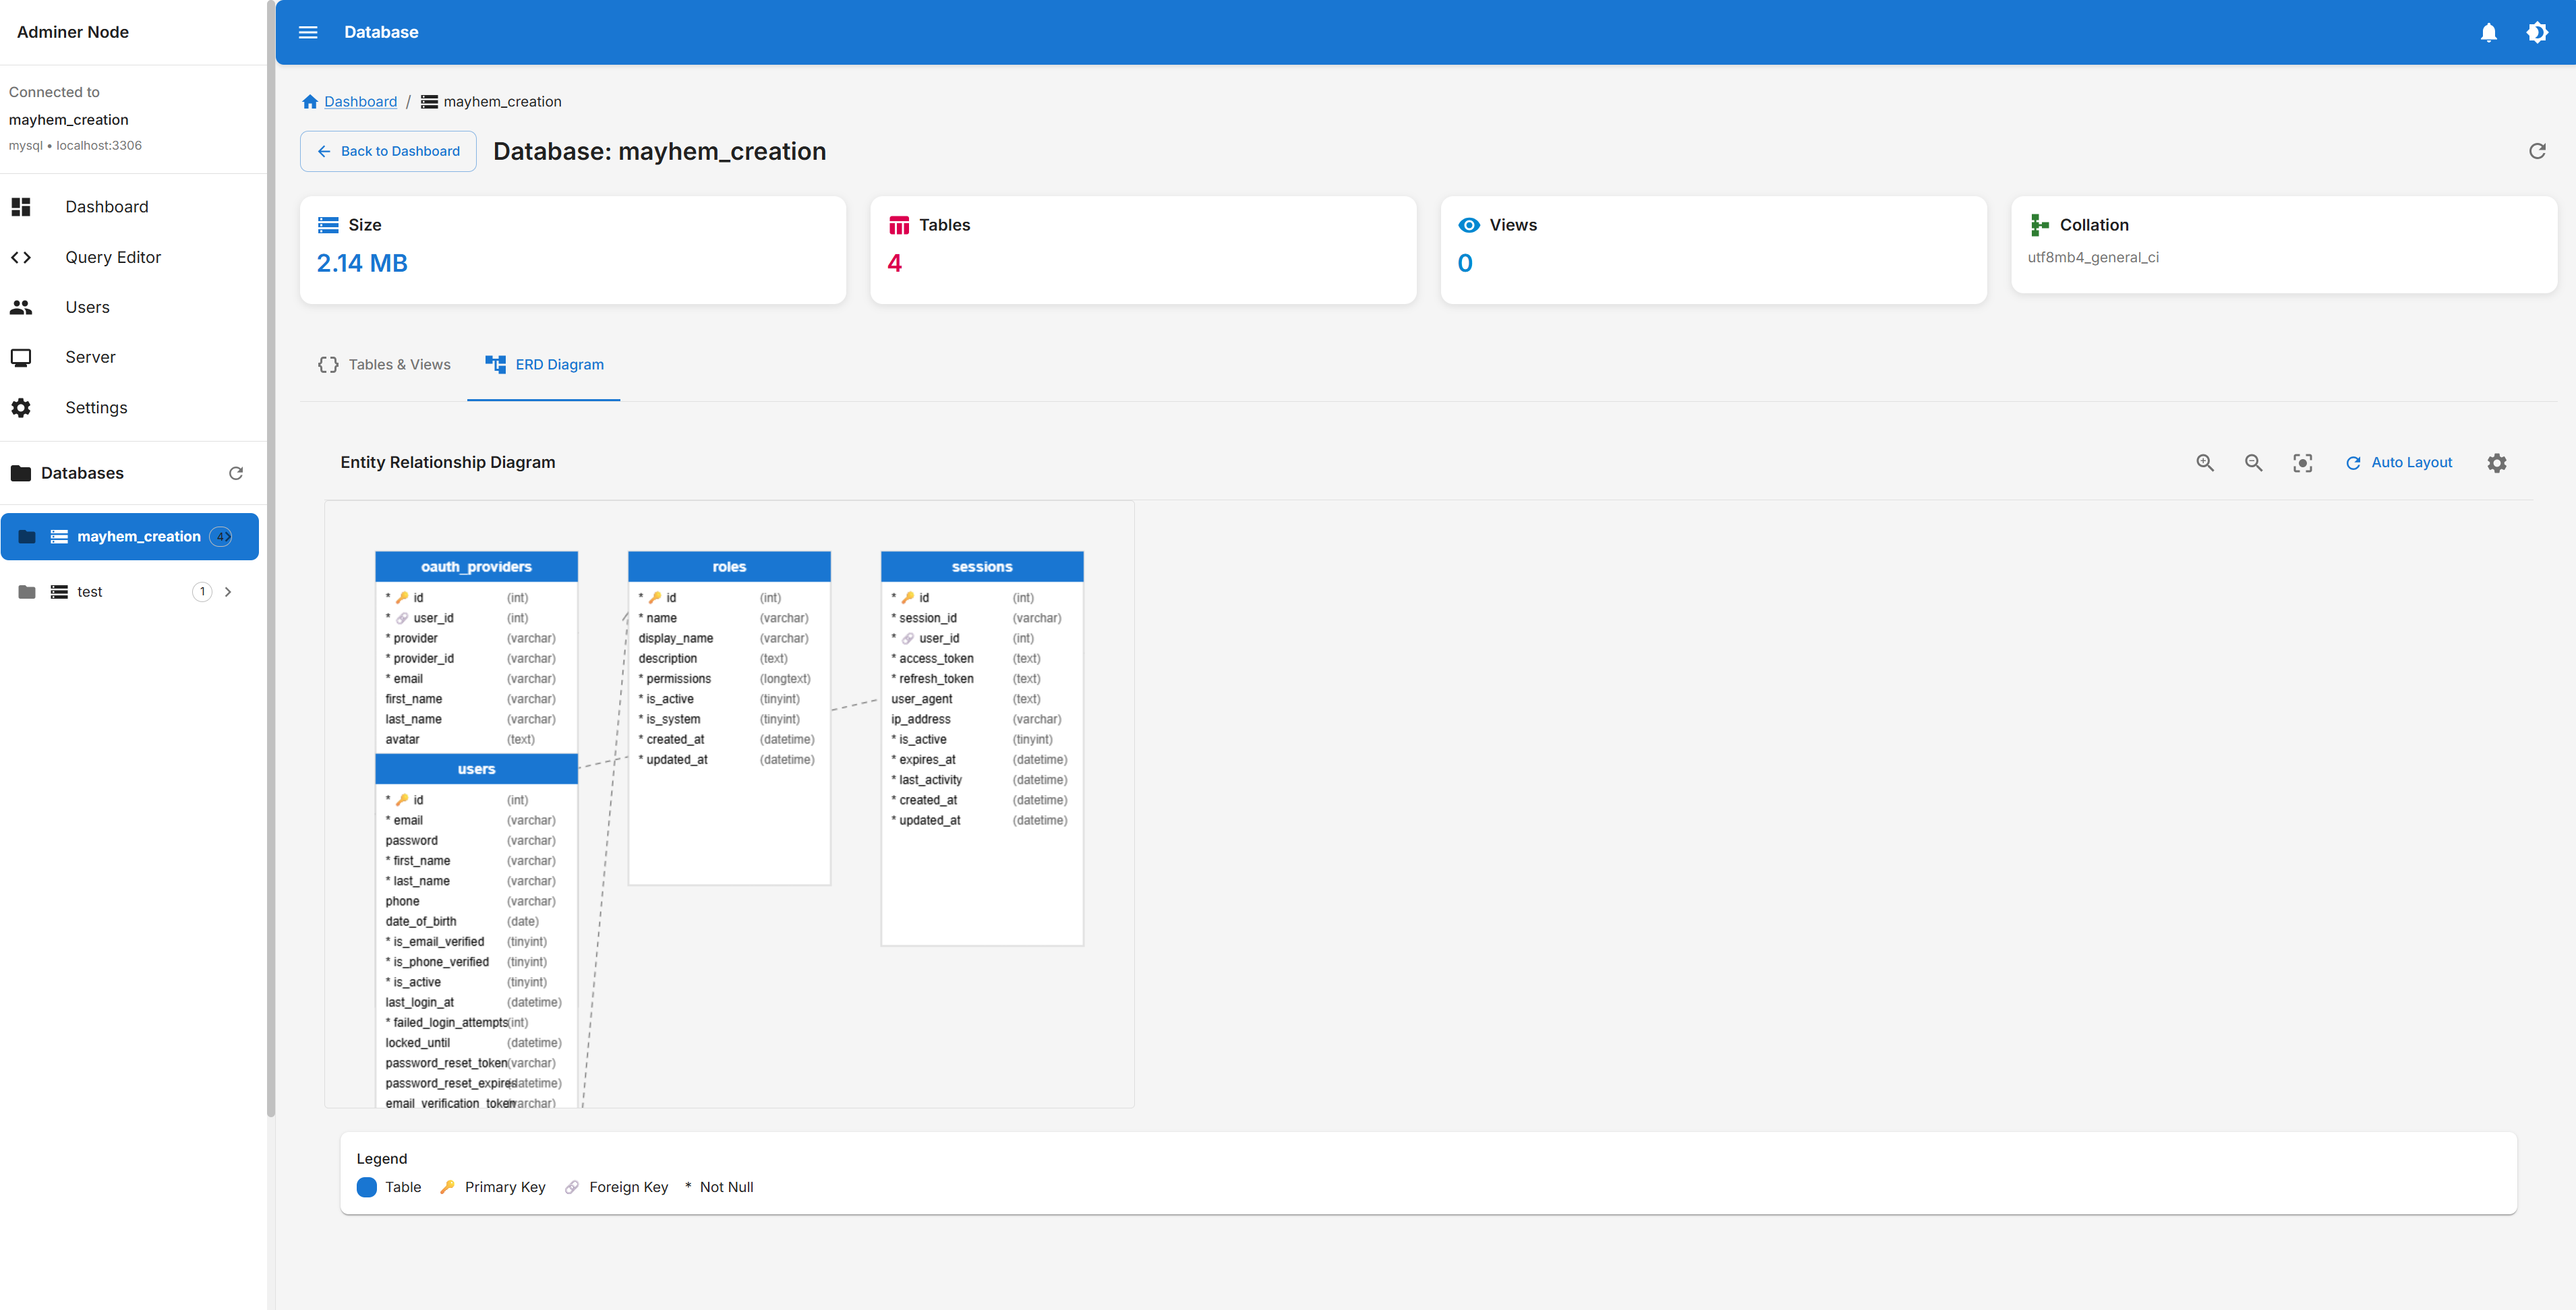 Adminer Node
Database
Connected to
mayhem_creation
mysql • localhost:3306
Dashboard
Query Editor
Users
Server
Settings
Databases
mayhem_creation 4
test 1
Dashboard / mayhem_creation
Back to Dashboard
Database: mayhem_creation
Size
2.14 MB
Tables
4
Views
0
Collation
utf8mb4_general_ci
Tables & Views
ERD Diagram
Entity Relationship Diagram
Auto Layout
oauth_providers
* 🔑 id (int)
* 🔗 user_id (int)
* provider (varchar)
* provider_id (varchar)
* email (varchar)
first_name (varchar)
last_name (varchar)
avatar (text)
users
* 🔑 id (int)
* email (varchar)
password (varchar)
* first_name (varchar)
* last_name (varchar)
phone (varchar)
date_of_birth (date)
* is_email_verified (tinyint)
* is_phone_verified (tinyint)
* is_active (tinyint)
last_login_at (datetime)
* failed_login_attempts (int)
locked_until (datetime)
password_reset_token (varchar)
password_reset_expires (datetime)
email_verification_token (varchar)
roles
* 🔑 id (int)
* name (varchar)
display_name (varchar)
description (text)
* permissions (longtext)
* is_active (tinyint)
* is_system (tinyint)
* created_at (datetime)
* updated_at (datetime)
sessions
* 🔑 id (int)
* session_id (varchar)
* 🔗 user_id (int)
* access_token (text)
* refresh_token (text)
user_agent (text)
ip_address (varchar)
* is_active (tinyint)
* expires_at (datetime)
* last_activity (datetime)
* created_at (datetime)
* updated_at (datetime)
Legend
Table 🔑 Primary Key 🔗 Foreign Key * Not Null